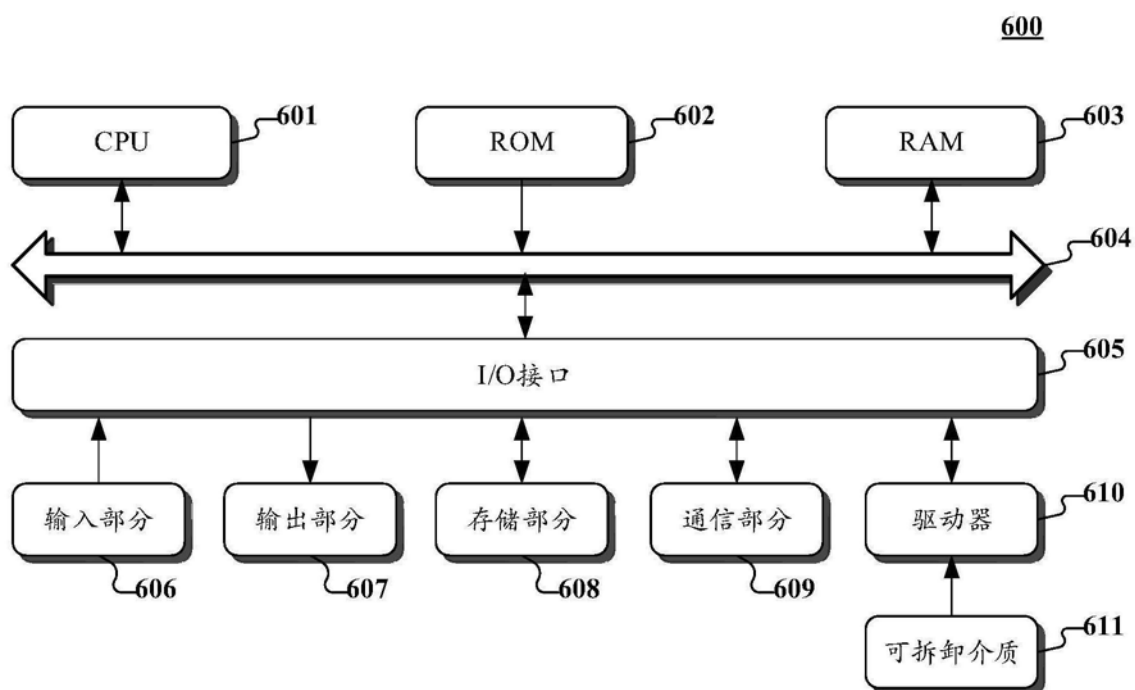 600
CPU
601
ROM
602
RAM
603
604
I/O接口
605
输入部分
606
输出部分
607
存储部分
608
通信部分
609
驱动器
610
可拆卸介质
611